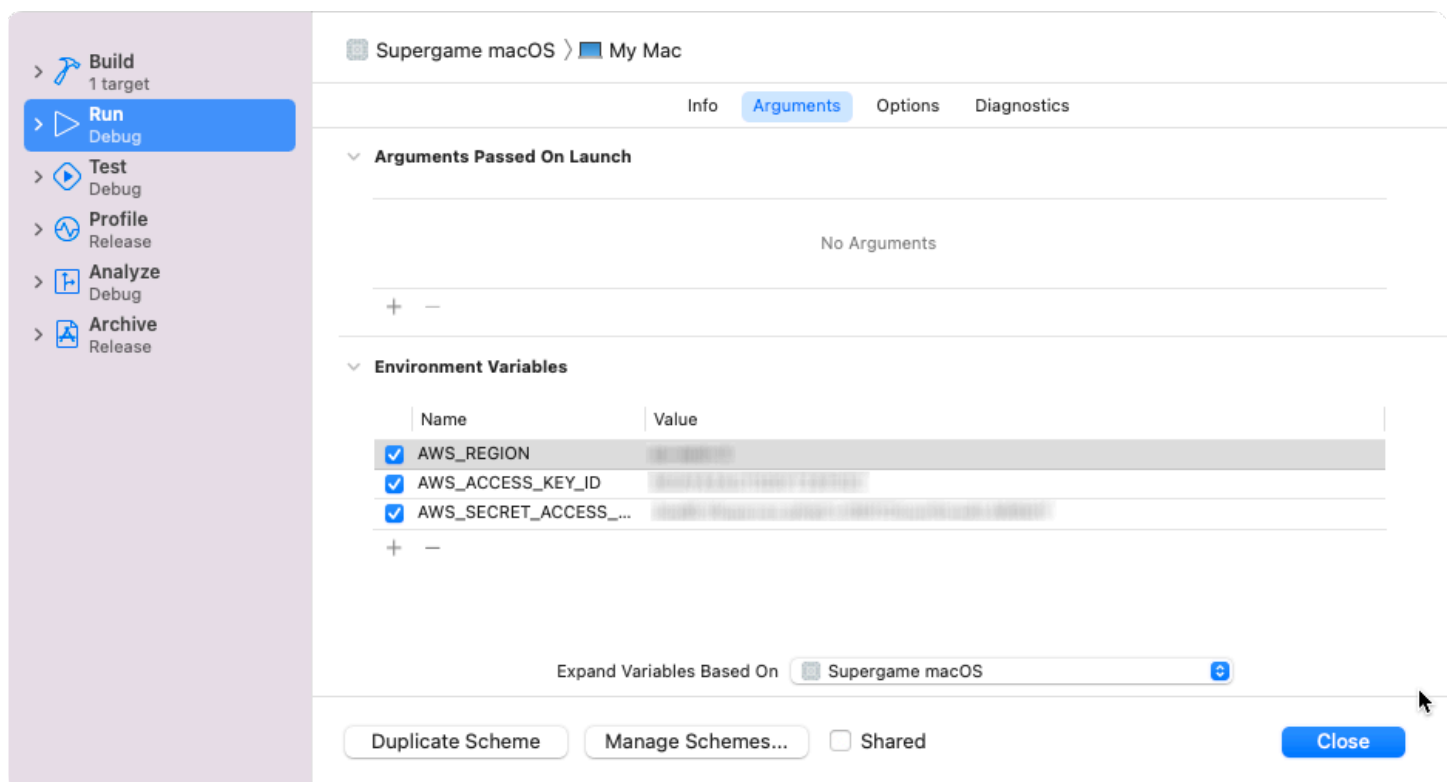 Build
1 target
Run
Debug
Test
Debug
Profile
Release
Analyze
Debug
Archive
Release
Supergame macOS 〉 My Mac
Info Arguments Options Diagnostics
Arguments Passed On Launch
No Arguments
Environment Variables
Name Value
AWS_REGION
AWS_ACCESS_KEY_ID
AWS_SECRET_ACCESS_...
Expand Variables Based On Supergame macOS
Duplicate Scheme Manage Schemes... Shared Close